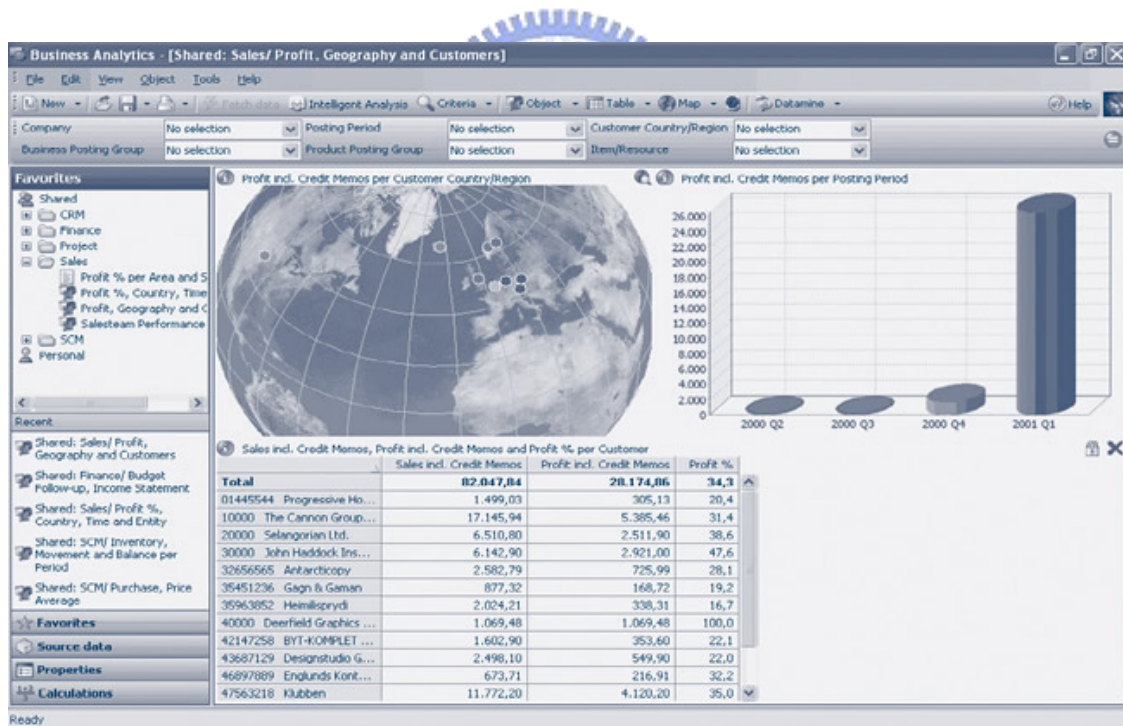 Business Analytics - [Shared: Sales/ Profit, Geography and Customers]
File Edit View Object Tools Help
New Fetch data Intelligent Analysis Criteria Object Table Map Datamine Help
Company No selection Posting Period No selection Customer Country/Region No selection
Business Posting Group No selection Product Posting Group No selection Item/Resource No selection
Favorites
Shared
CRM
Finance
Project
Sales
Profit % per Area and S
Profit %, Country, Time
Profit, Geography and C
Salesteam Performance
SCM
Personal
Recent
Shared: Sales/ Profit,
Geography and Customers
Shared: Finance/ Budget
Follow-up, Income Statement
Shared: Sales/ Profit %,
Country, Time and Entity
Shared: SCM/ Inventory,
Movement and Balance per
Period
Shared: SCM/ Purchase, Price
Average
Favorites
Source data
Properties
Calculations
Profit incl. Credit Memos per Customer Country/Region
Profit incl. Credit Memos per Posting Period
26.000
24.000
22.000
20.000
18.000
16.000
14.000
12.000
10.000
8.000
6.000
4.000
2.000
0
2000 Q2 2000 Q3 2000 Q4 2001 Q1
Sales incl. Credit Memos, Profit incl. Credit Memos and Profit % per Customer
Sales incl. Credit Memos Profit incl. Credit Memos Profit %
Total 82.047,84 28.174,86 34,3
01445544 Progressive Ho... 1.499,03 305,13 20,4
10000 The Cannon Group... 17.145,94 5.385,46 31,4
20000 Selangorian Ltd. 6.510,80 2.511,90 38,6
30000 John Haddock Ins... 6.142,90 2.921,00 47,6
32656565 Antarcticopy 2.582,79 725,99 28,1
35451236 Gagn & Gaman 877,32 168,72 19,2
35963852 Heimilisprydi 2.024,21 338,31 16,7
40000 Deerfield Graphics ... 1.069,48 1.069,48 100,0
42147258 BYT-KOMPLET ... 1.602,90 353,60 22,1
43687129 Designstudio G... 2.498,10 549,90 22,0
46897889 Englunds Kont... 673,71 216,91 32,2
47563218 Klubben 11.772,20 4.120,20 35,0
Ready